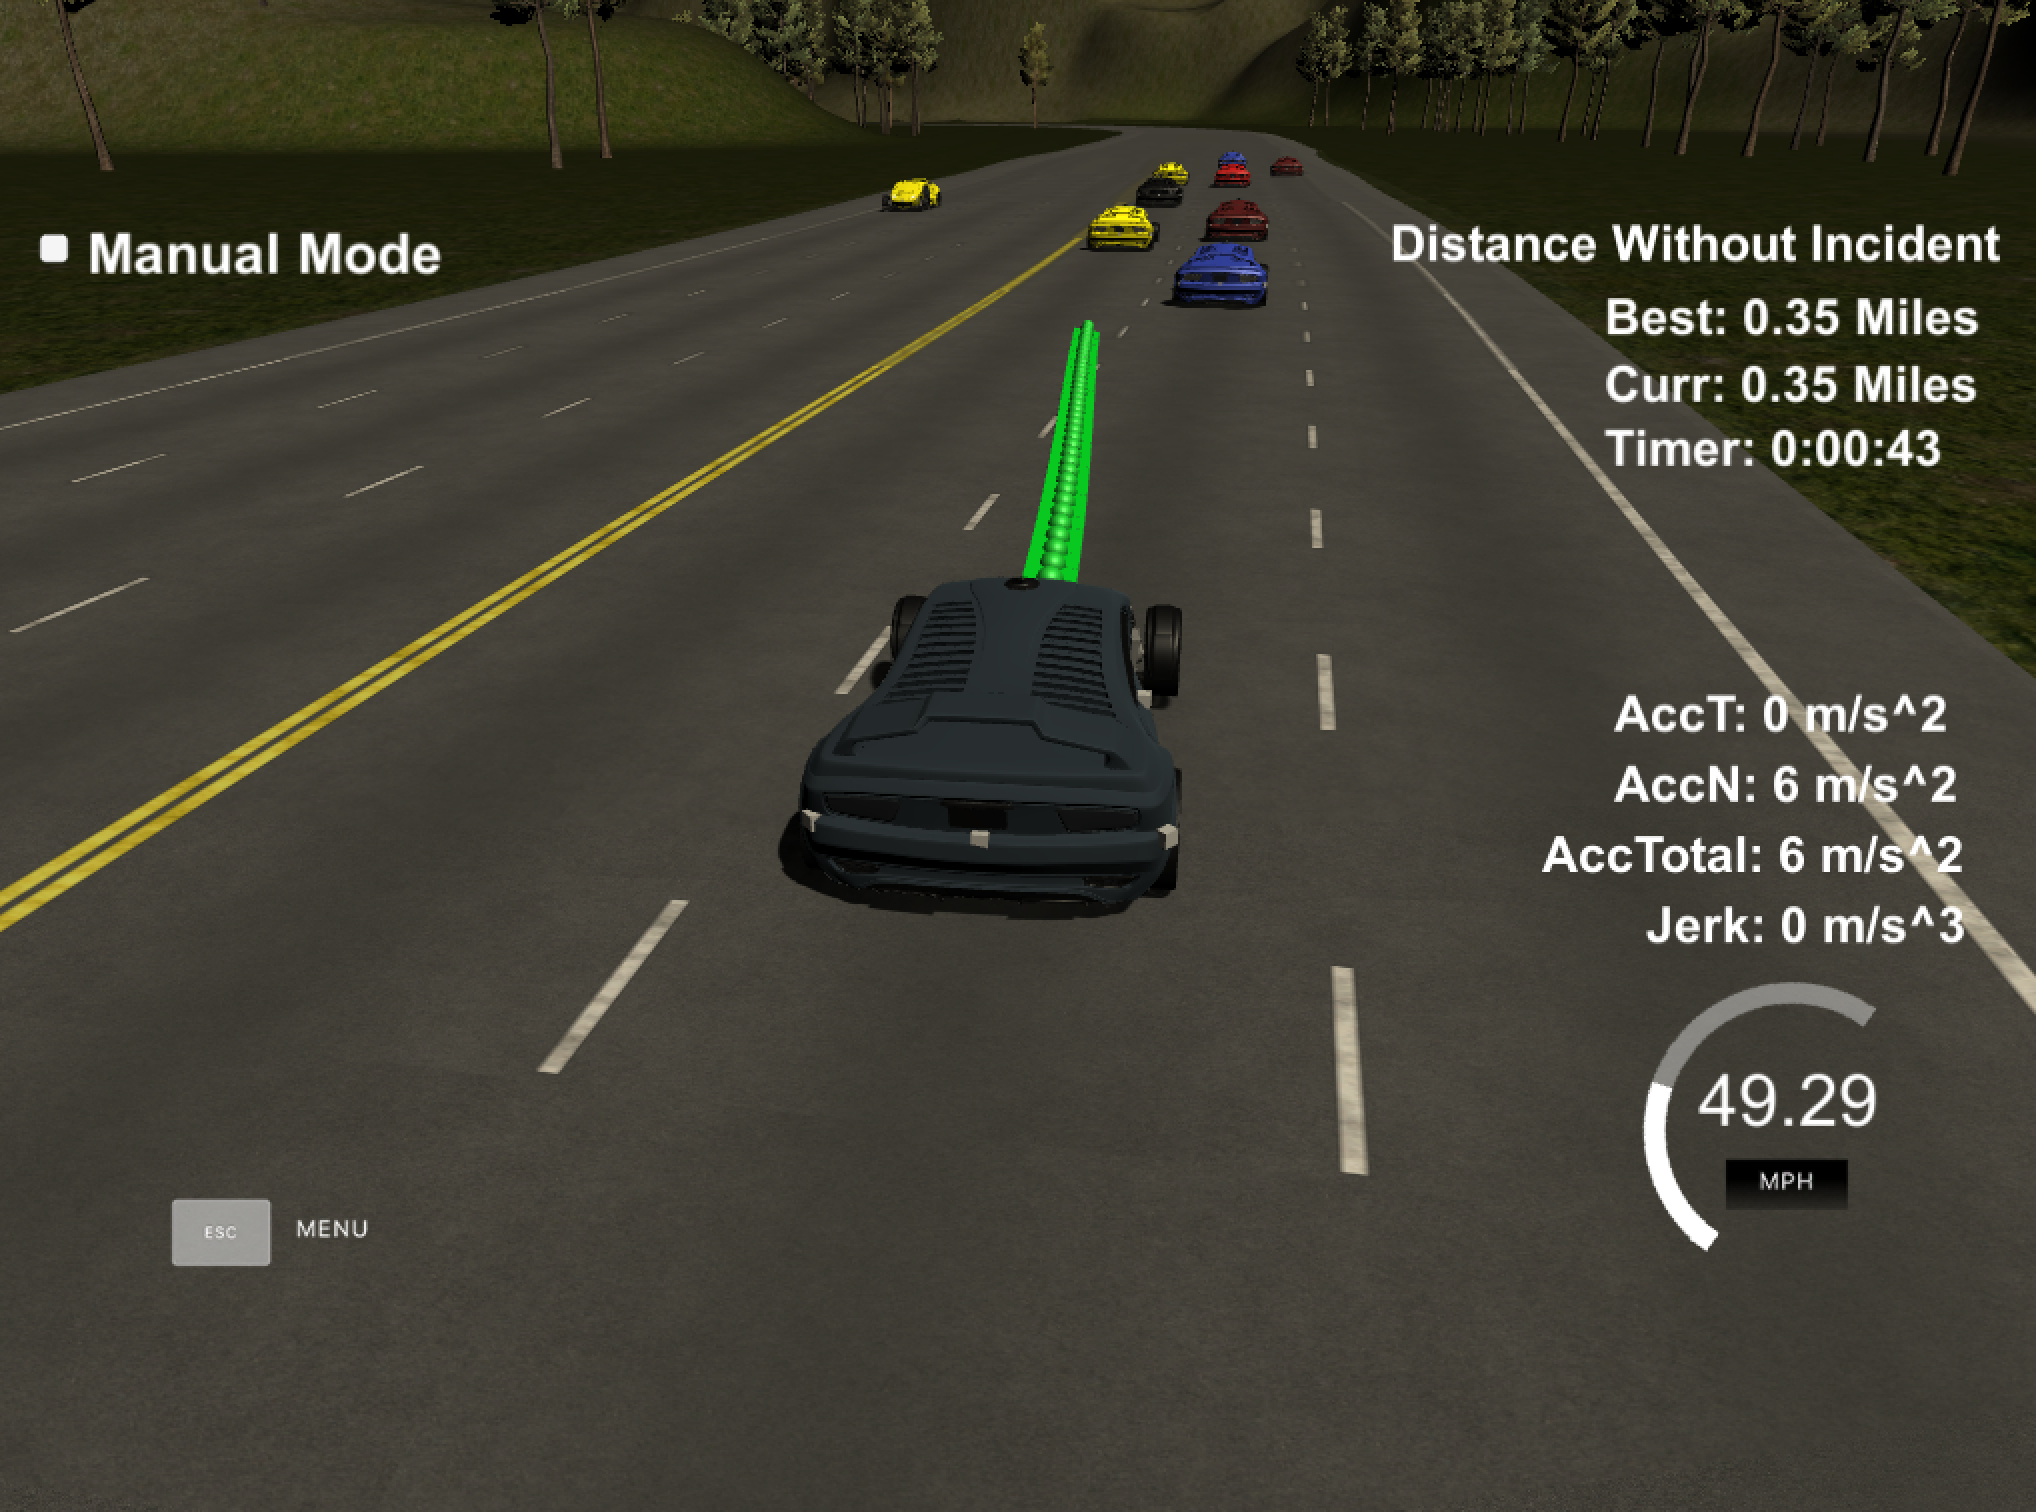 Manual Mode
Distance Without Incident
Best: 0.35 Miles
Curr: 0.35 Miles
Timer: 0:00:43
AccT: 0 m/s^2
AccN: 6 m/s^2
AccTotal: 6 m/s^2
Jerk: 0 m/s^3
49.29
MPH
ESC MENU